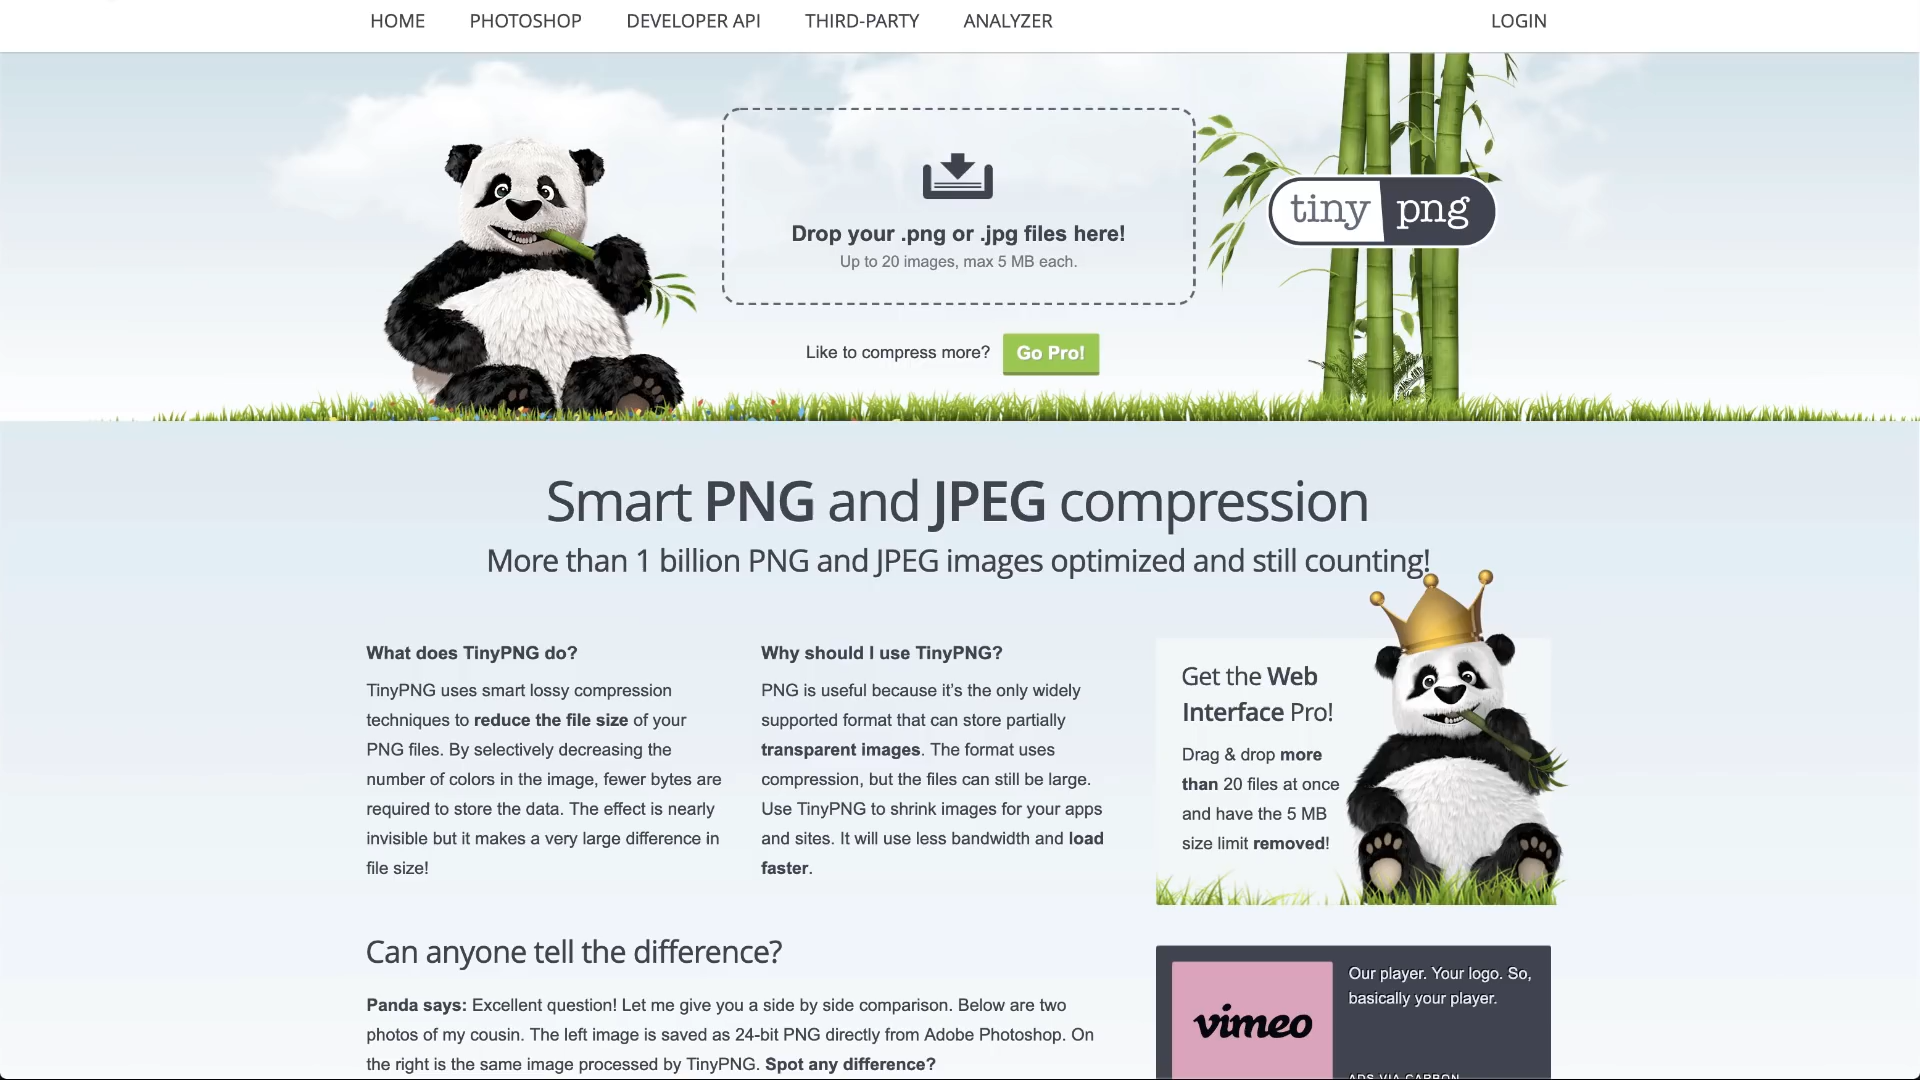 HOME PHOTOSHOP DEVELOPER API THIRD-PARTY ANALYZER LOGIN
Drop your .png or .jpg files here!
Up to 20 images, max 5 MB each.
tiny png
Like to compress more? Go Pro!
Smart PNG and JPEG compression
More than 1 billion PNG and JPEG images optimized and still counting!
What does TinyPNG do?
TinyPNG uses smart lossy compression
techniques to reduce the file size of your
PNG files. By selectively decreasing the
number of colors in the image, fewer bytes are
required to store the data. The effect is nearly
invisible but it makes a very large difference in
file size!
Why should I use TinyPNG?
PNG is useful because it's the only widely
supported format that can store partially
transparent images. The format uses
compression, but the files can still be large.
Use TinyPNG to shrink images for your apps
and sites. It will use less bandwidth and load
faster.
Get the Web
Interface Pro!
Drag & drop more
than 20 files at once
and have the 5 MB
size limit removed!
Can anyone tell the difference?
Panda says: Excellent question! Let me give you a side by side comparison. Below are two
photos of my cousin. The left image is saved as 24-bit PNG directly from Adobe Photoshop. On
the right is the same image processed by TinyPNG. Spot any difference?
vimeo
Our player. Your logo. So,
basically your player.
ADS VIA CARBON